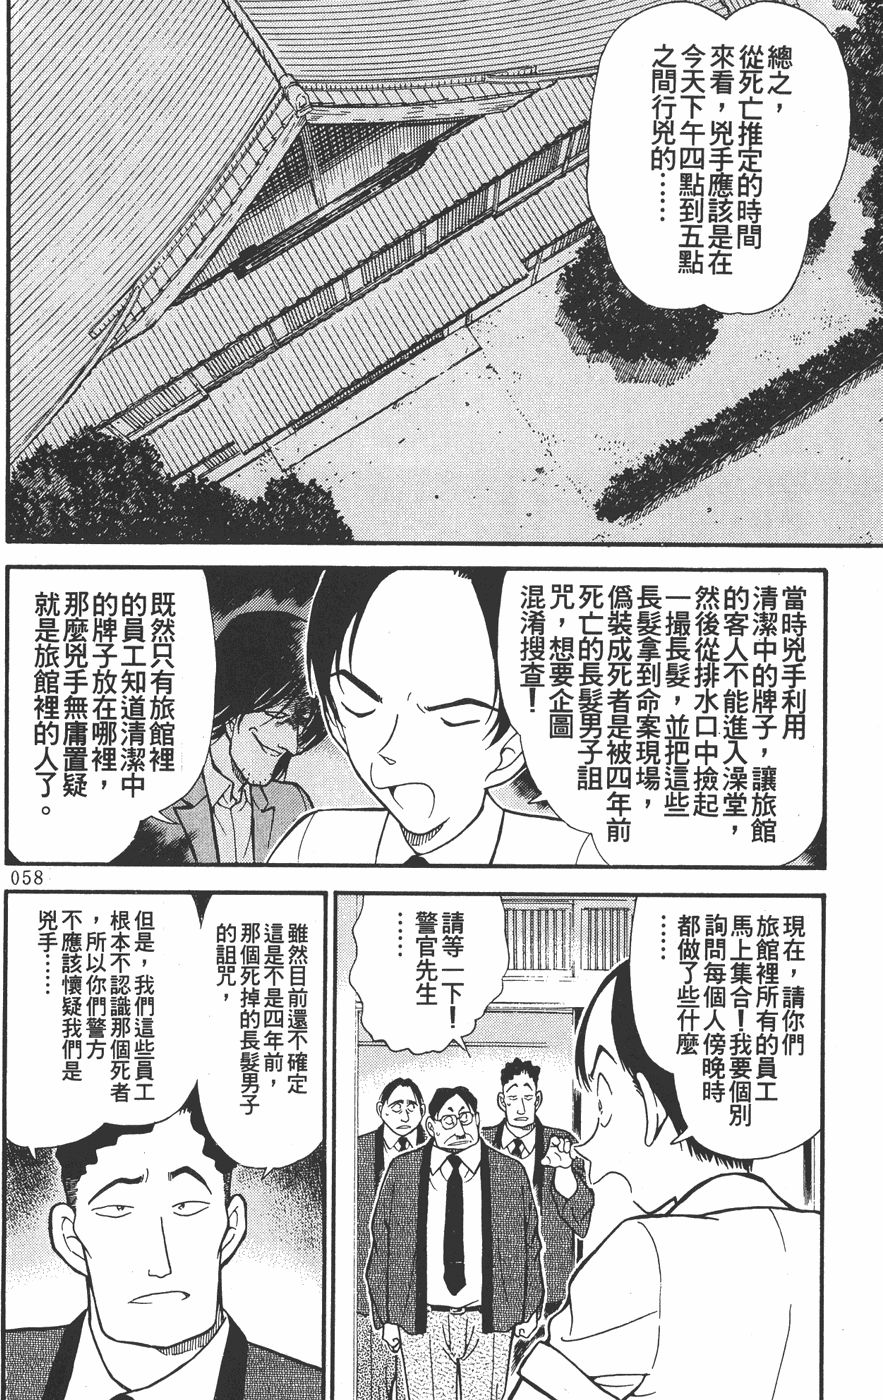 總之，
從死亡推定的時間
來看，兇手應該是在
今天下午四點到五點
之間行兇的……
當時兇手利用
清潔中的牌子，讓旅館
的客人不能進入澡堂，
然後從排水口中撿起
一撮長髮，並把這些
長髮拿到命案現場，
偽裝成死者是被四年前
死亡的長髮男子詛
咒，想要企圖
混淆搜查！
既然只有旅館裡
的員工知道清潔中
的牌子放在哪裡，
那麼兇手無庸置疑
就是旅館裡的人了。
058
現在，請你們
旅館裡所有的員工
馬上集合！我要個別
詢問每個人傍晚時
都做了些什麼
……
請等一下！
警官先生
……
雖然目前還不確定
這是不是四年前，
那個死掉的長髮男子
的詛咒，
但是，我們這些員工
根本不認識那個死者
，所以你們警方
不應該懷疑我們是
兇手……